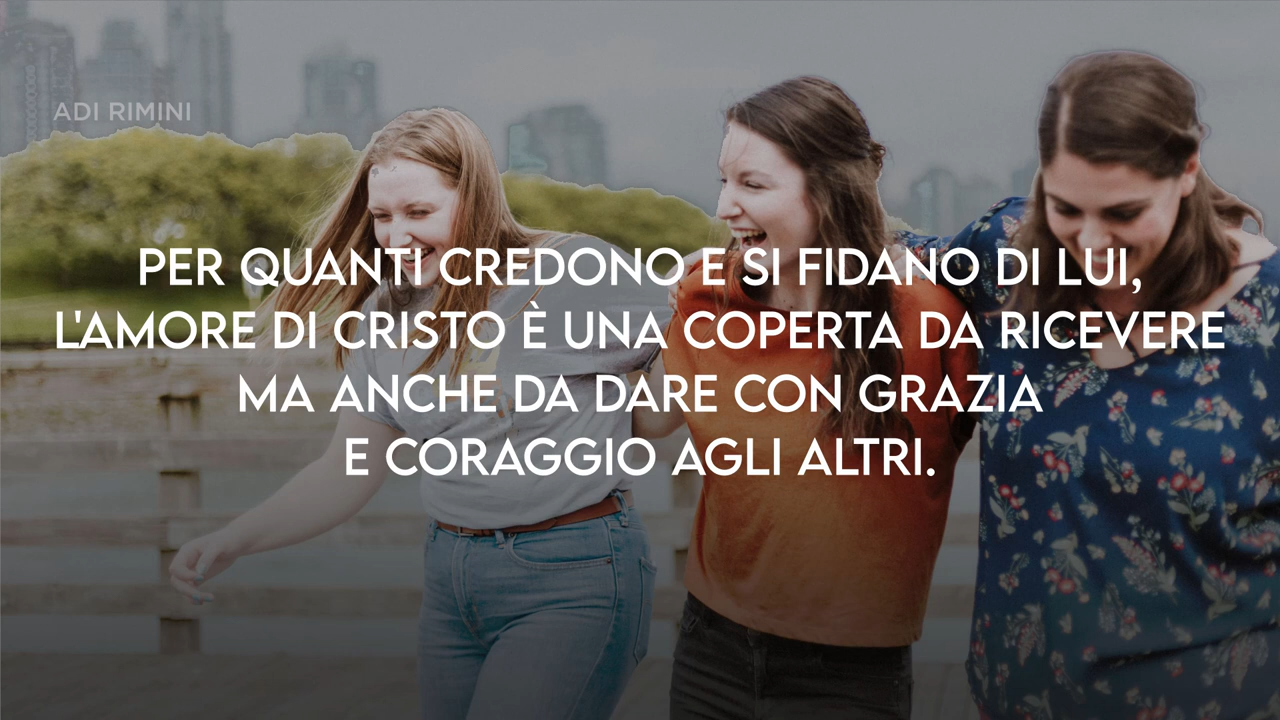 ADI RIMINI
PER QUANTI CREDONO E SI FIDANO DI LUI,
L'AMORE DI CRISTO È UNA COPERTA DA RICEVERE
MA ANCHE DA DARE CON GRAZIA
E CORAGGIO AGLI ALTRI.